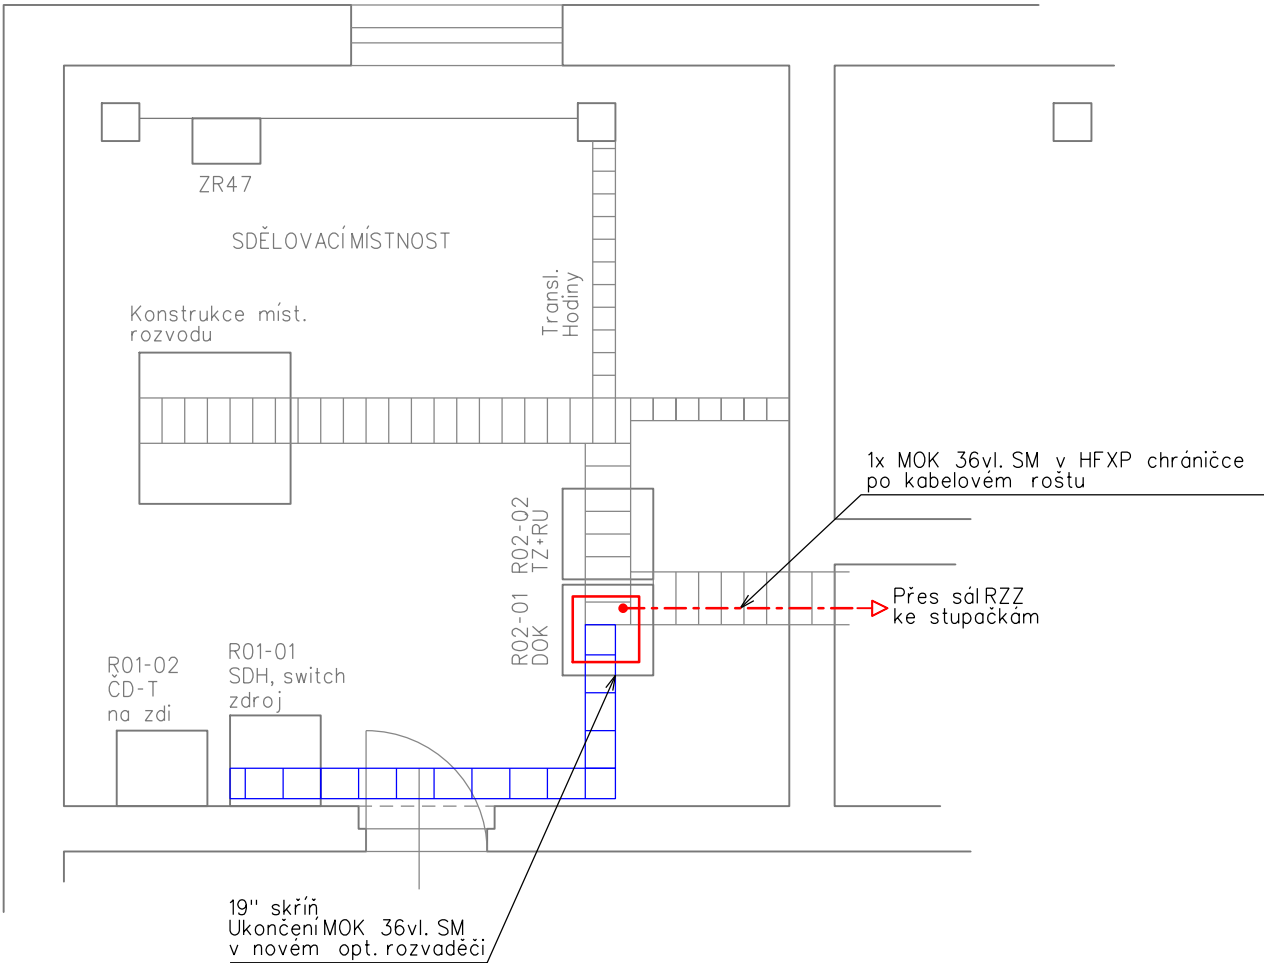 ZR47
SDĚLOVACÍ MÍSTNOST
Transl.
Hodiny
Konstrukce míst.
rozvodu
1x MOK 36vl. SM v HFXP chráničce
po kabelovém roštu
R02-02
TZ+RU
R02-01
DOK
Přes sál RZZ
ke stupačkám
R01-02
ČD-T
na zdi
R01-01
SDH, switch
zdroj
19" skříň
Ukončení MOK 36vl. SM
v novém opt. rozvaděči